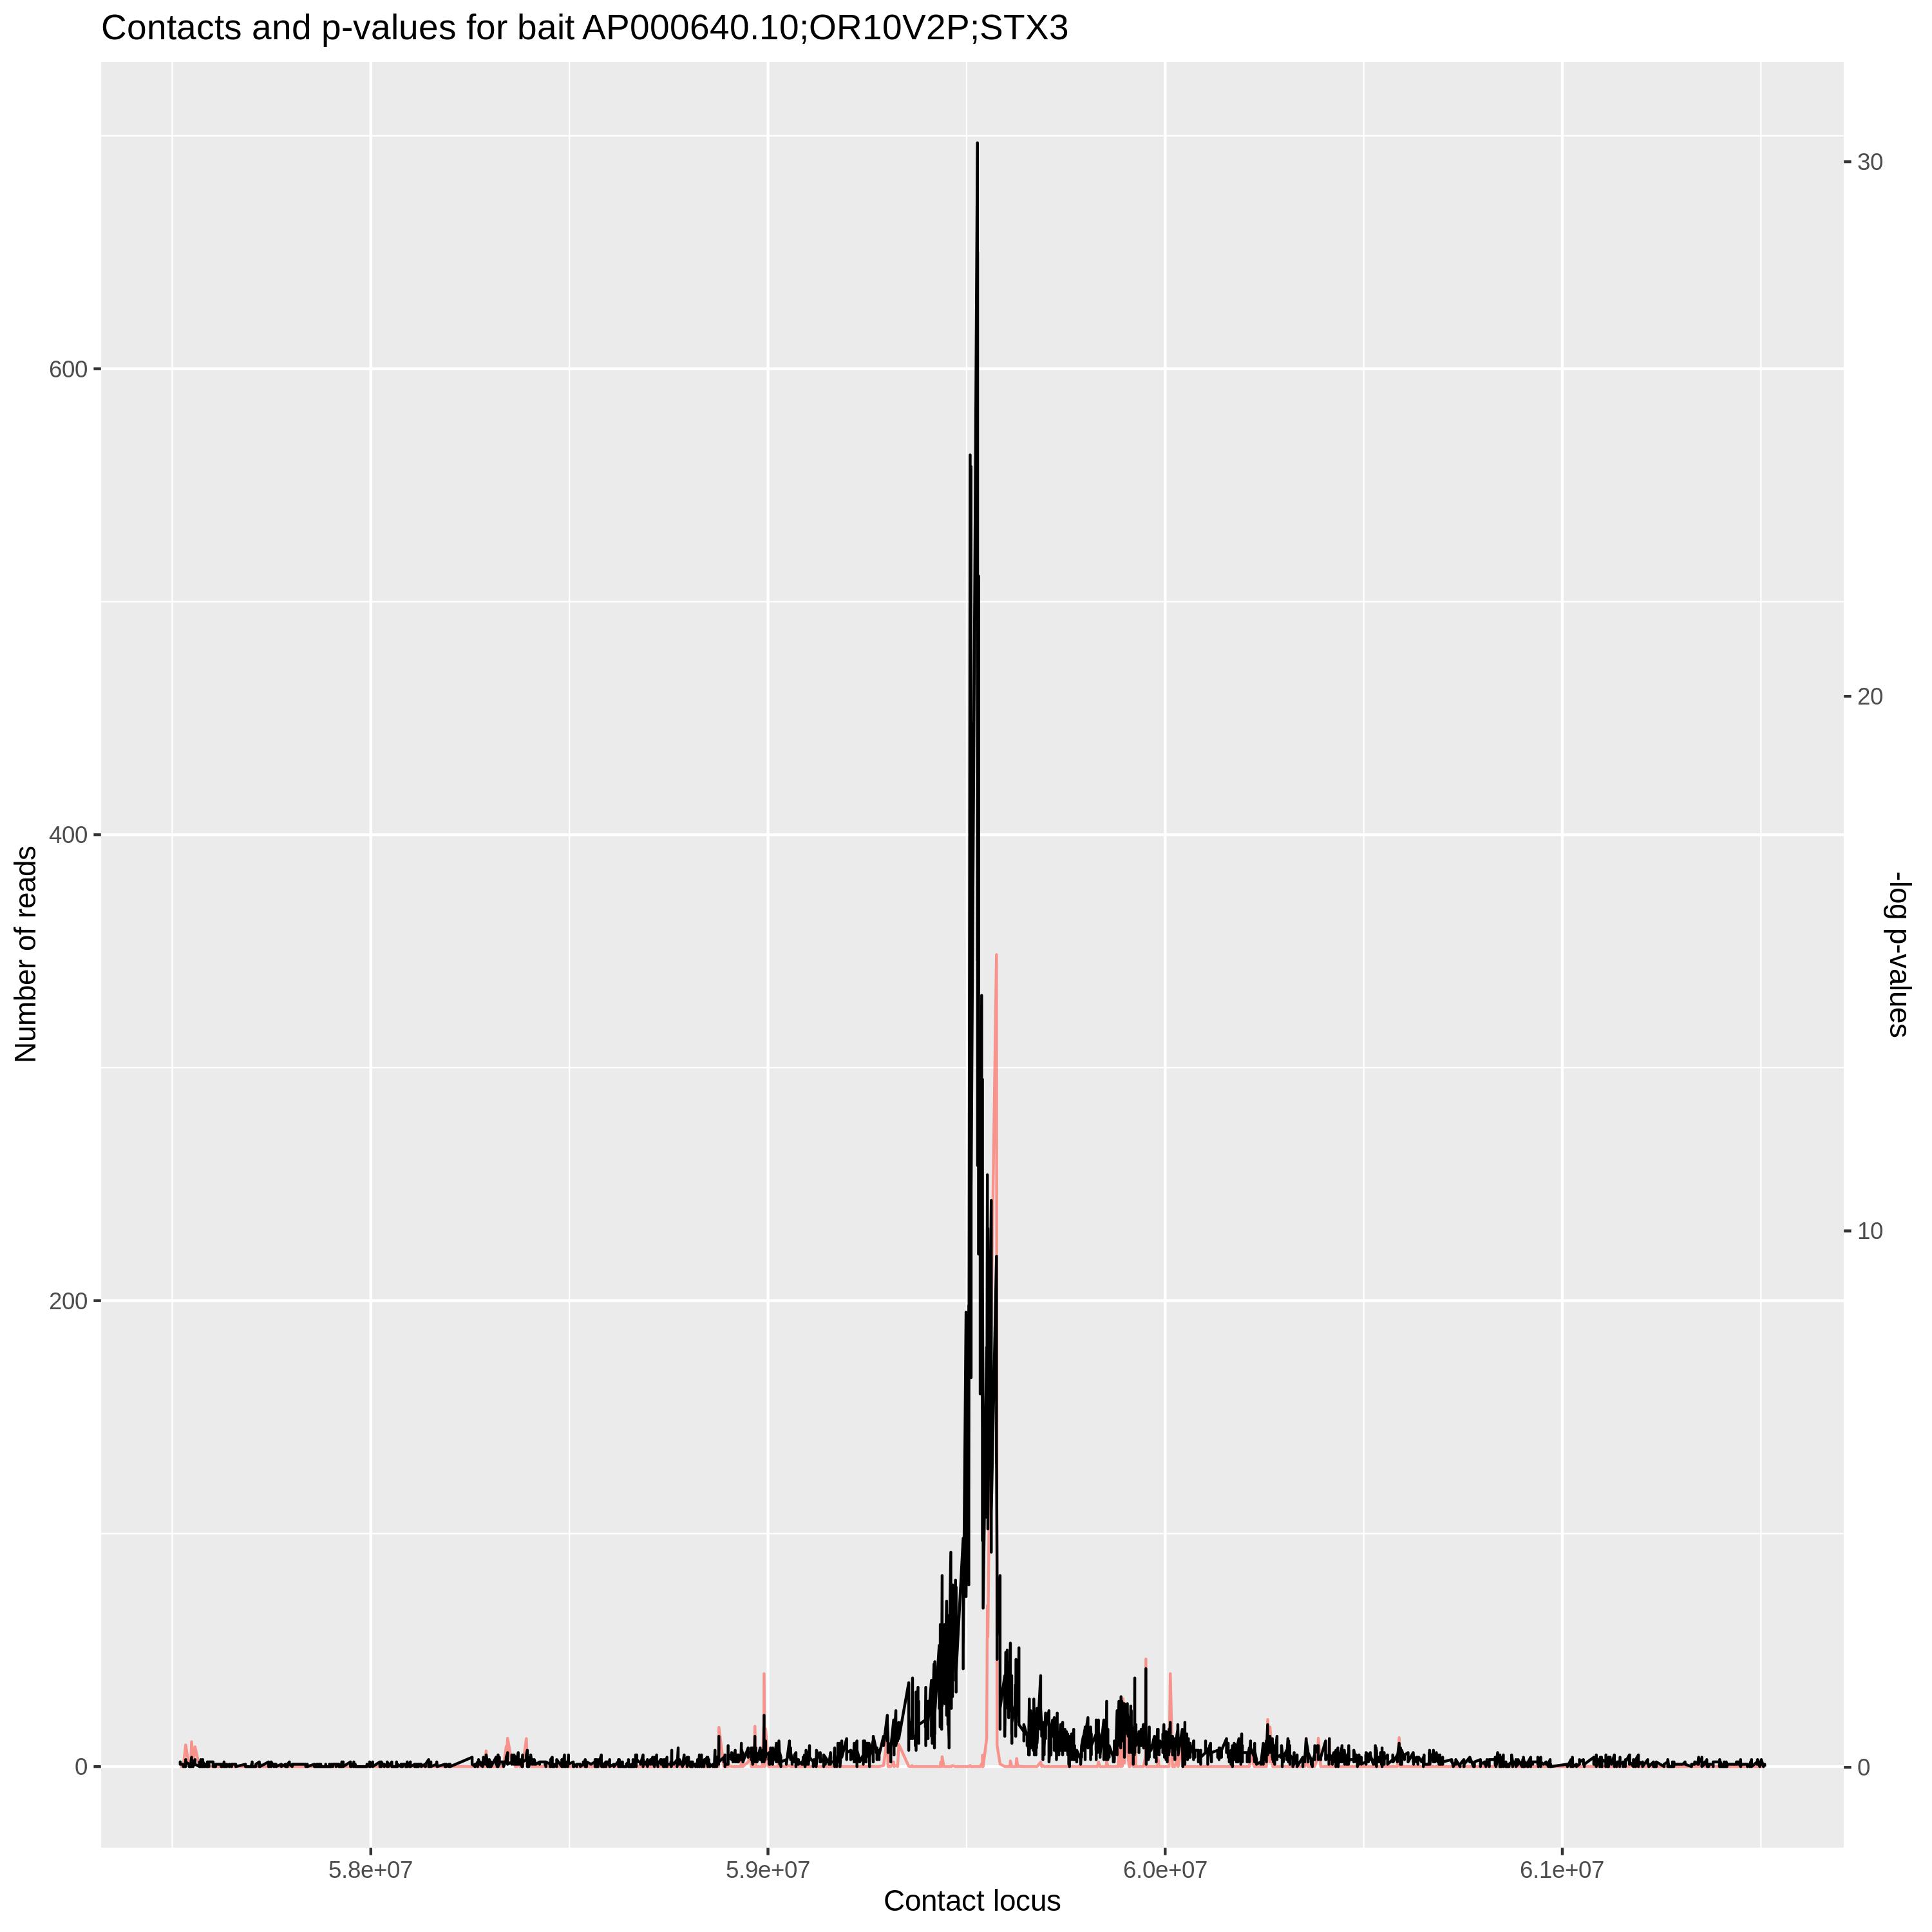 Contacts and p-values for bait AP000640.10;OR10V2P;STX3
600
400
200
0
Number of reads
30
20
10
0
-log p-values
5.8e+07
5.9e+07
6.0e+07
6.1e+07
Contact locus